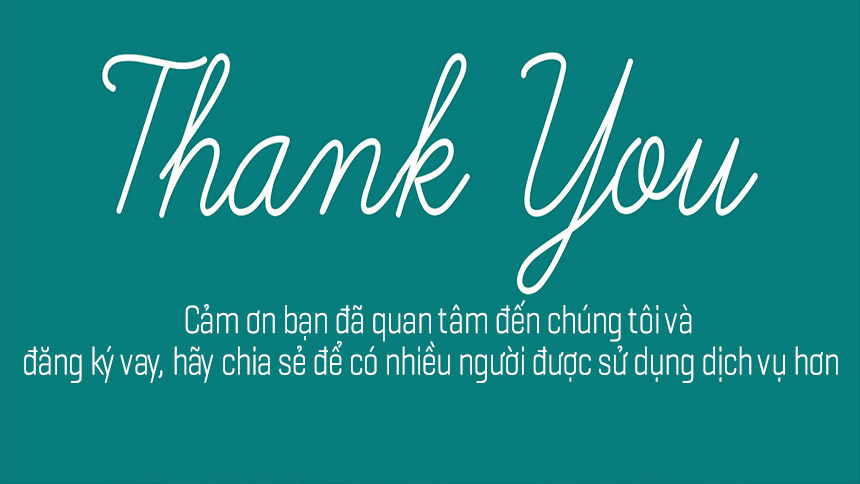 Thank You
Cảm ơn bạn đã quan tâm đến chúng tôi và
đăng ký vay, hãy chia sẻ để có nhiều người được sử dụng dịch vụ hơn